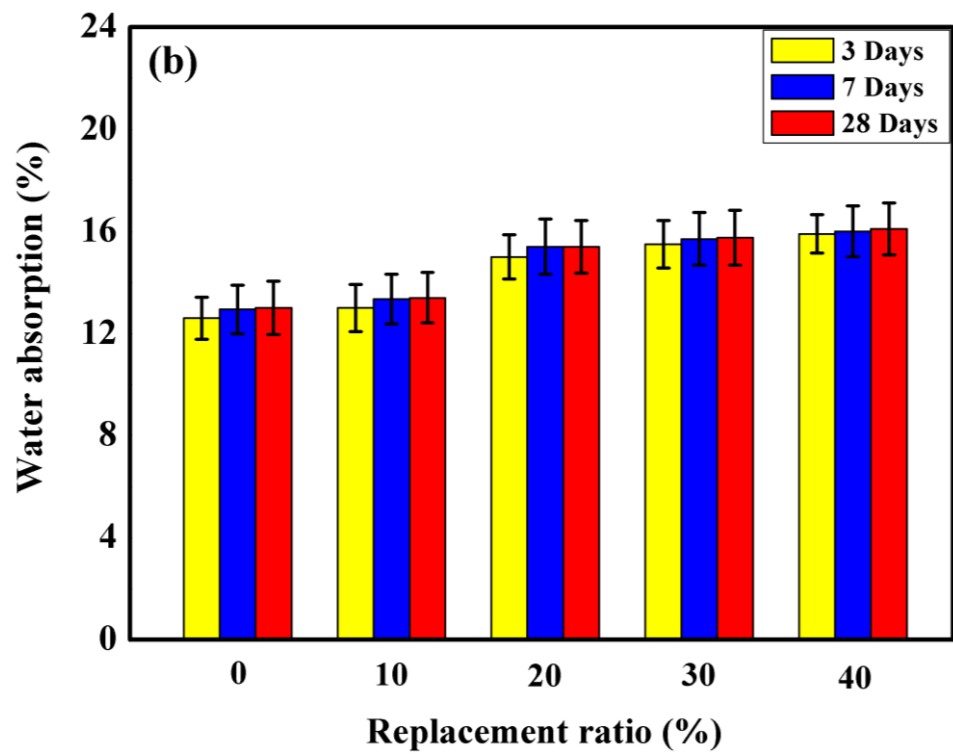 (b)
3 Days
7 Days
28 Days
Water absorption (%)
24
20
16
12
8
4
0
0 10 20 30 40
Replacement ratio (%)